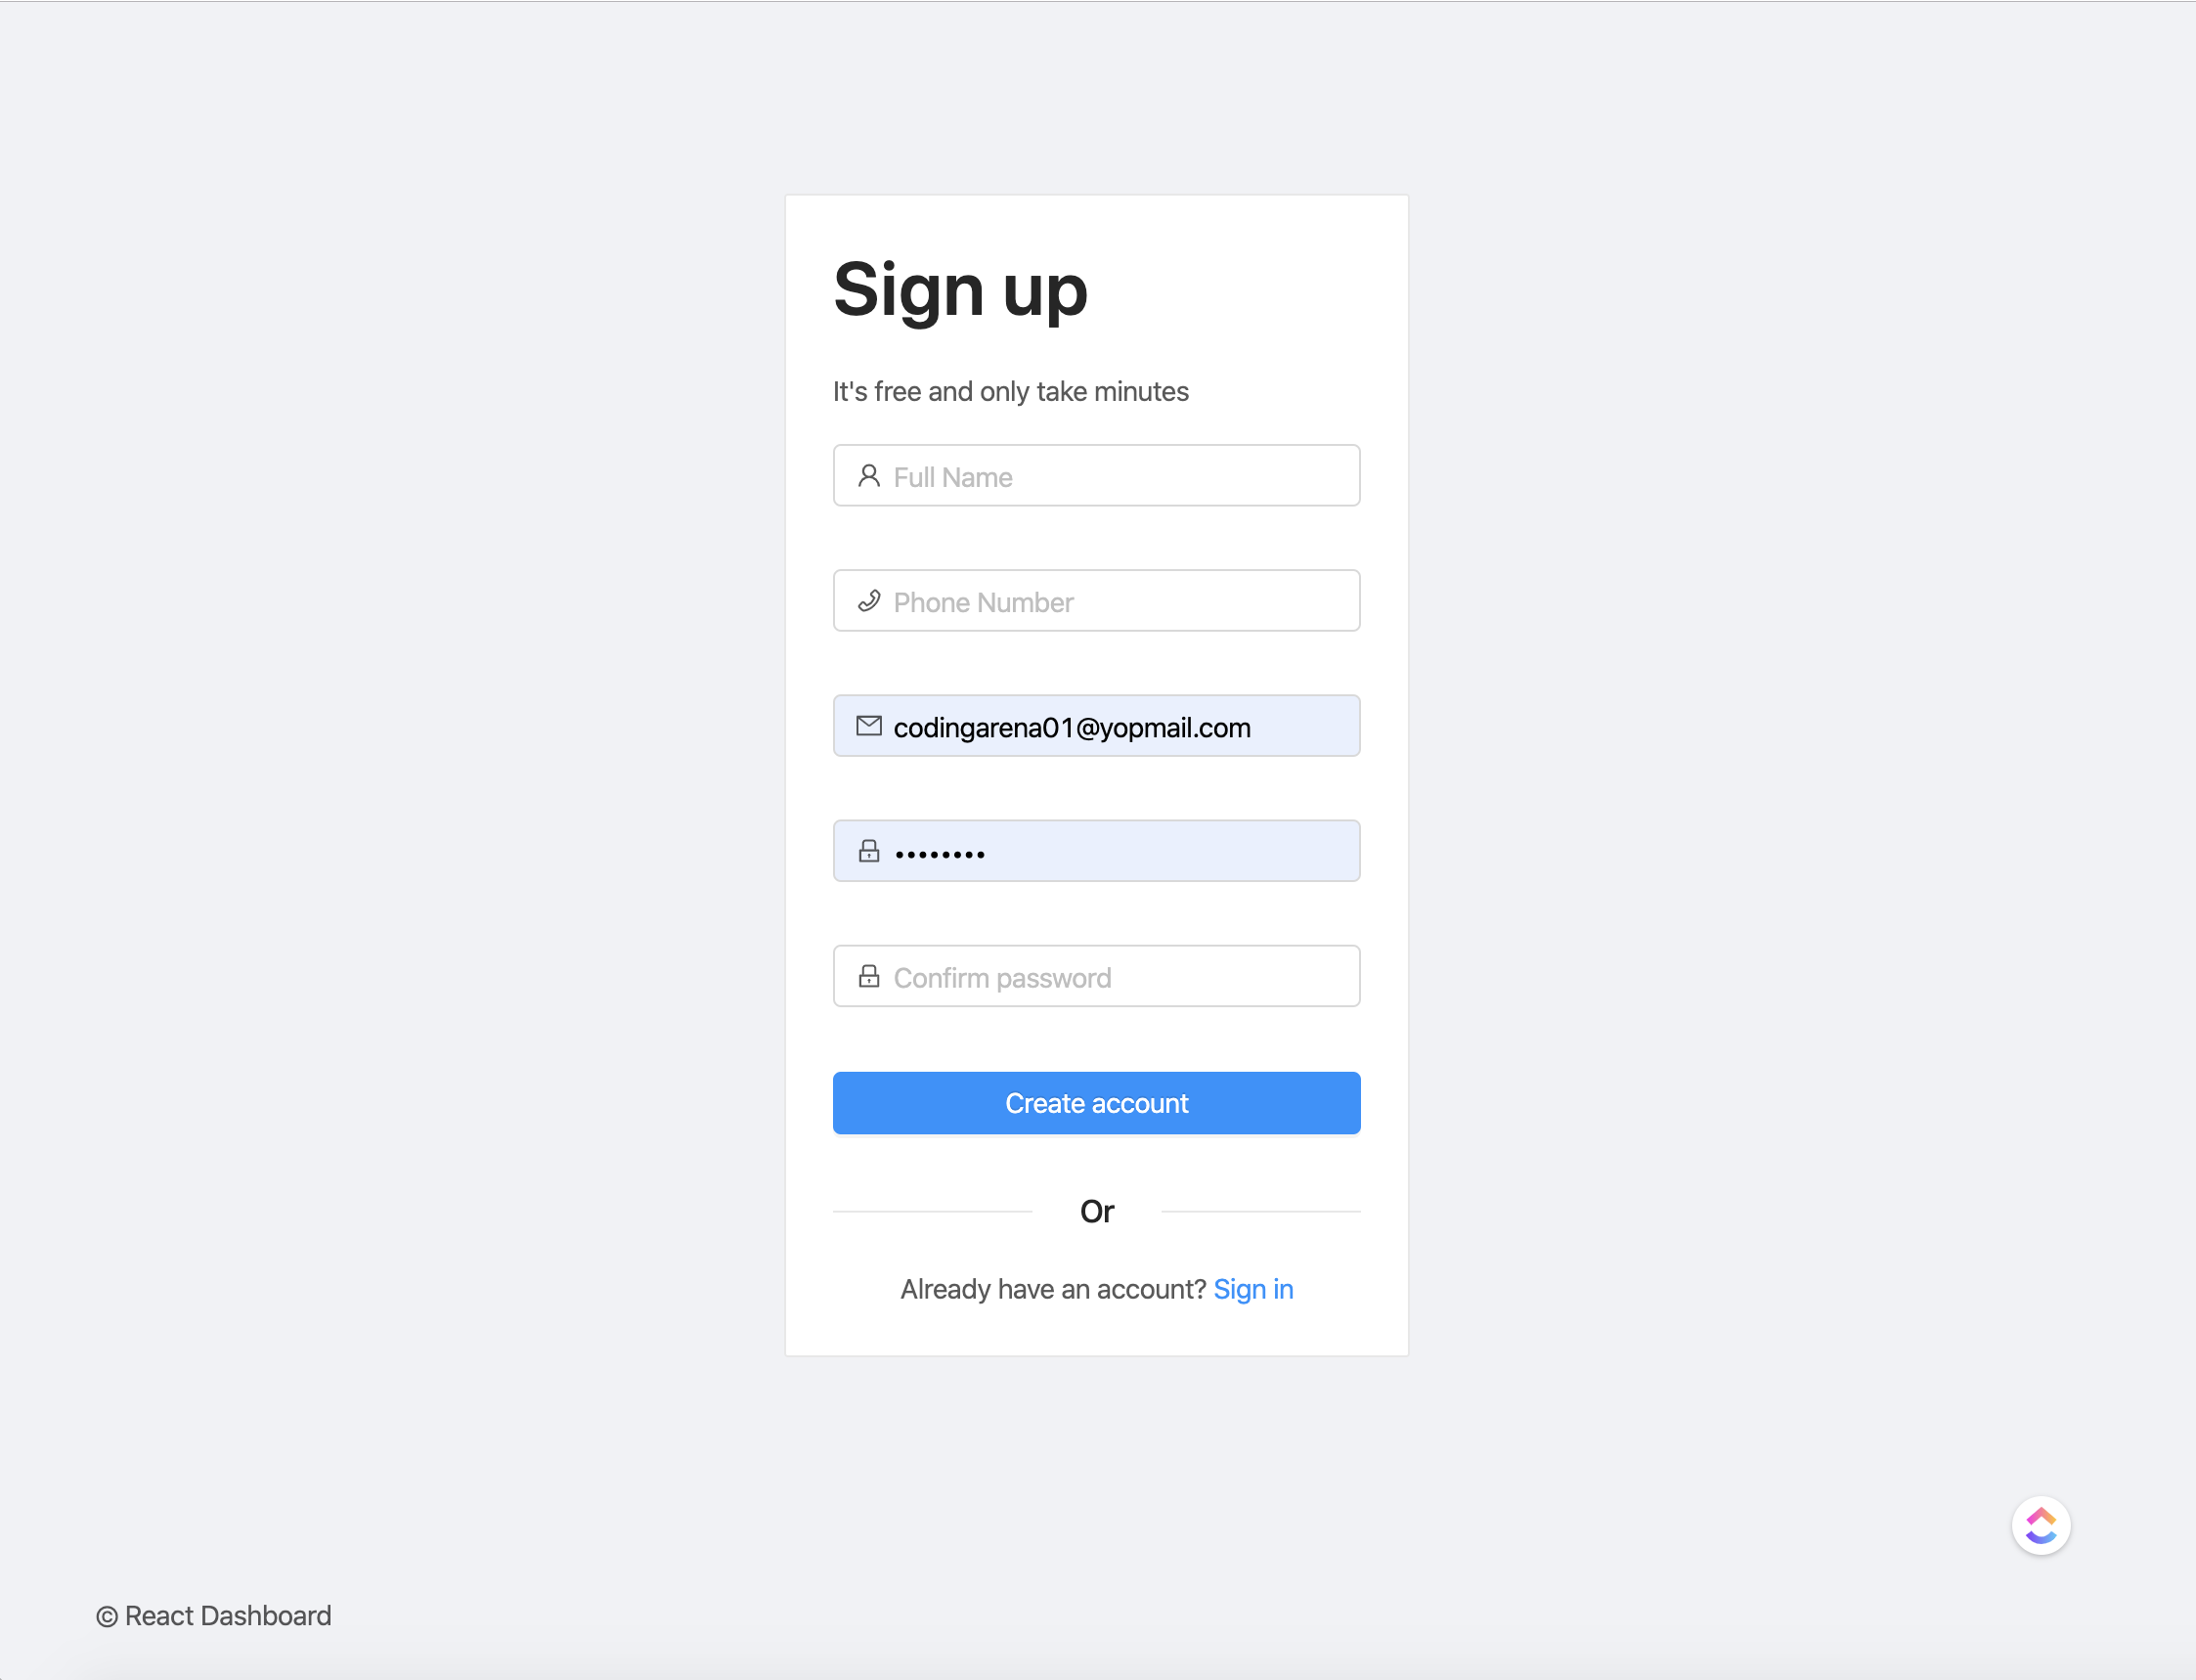 Sign up
It's free and only take minutes
Full Name
Phone Number
codingarena01@yopmail.com
••••••••
Confirm password
Create account
Or
Already have an account? Sign in
© React Dashboard